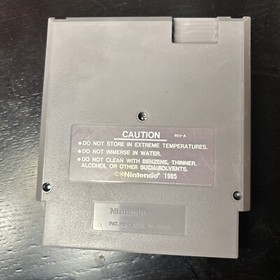 CAUTION
REV-A
• DO NOT STORE IN EXTREME TEMPERATURES.
• DO NOT IMMERSE IN WATER.
• DO NOT CLEAN WITH BENZENE, THINNER,
ALCOHOL OR OTHER SUCH SOLVENTS.
©Nintendo® 1985
Nintendo